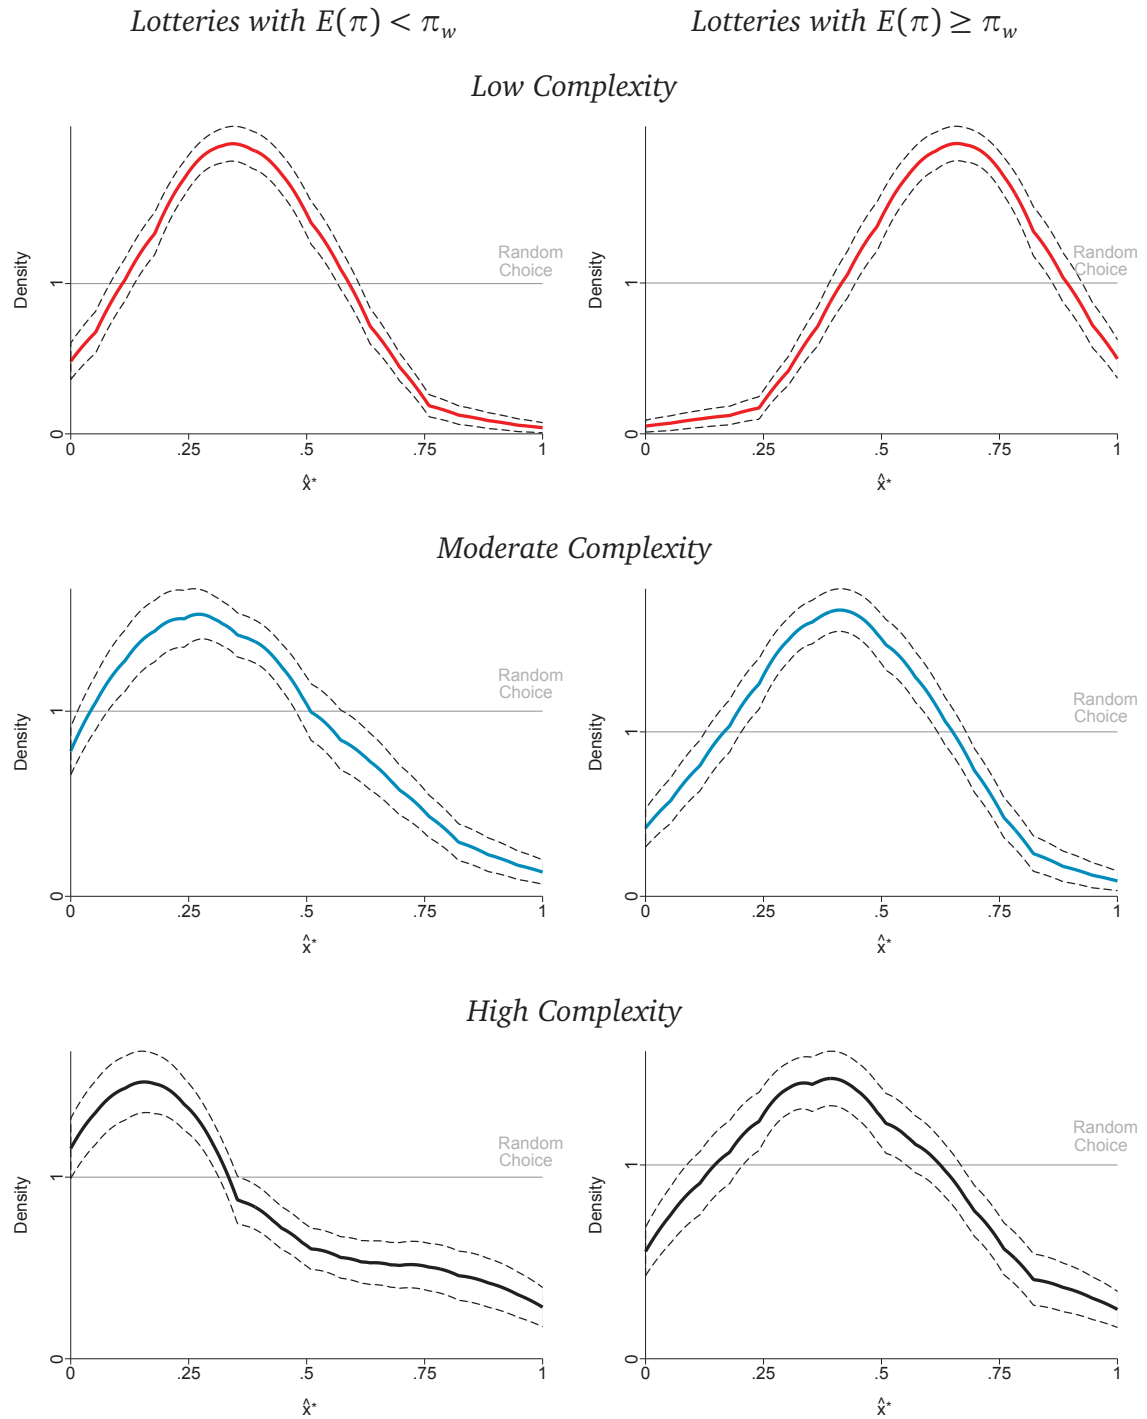 Lotteries with E(π) < π_w
Lotteries with E(π) ≥ π_w
Low Complexity
Density
1
0
Random
Choice
0 .25 .5 .75 1
x̂*
Density
1
0
Random
Choice
0 .25 .5 .75 1
x̂*
Moderate Complexity
Density
1
0
Random
Choice
0 .25 .5 .75 1
x̂*
Density
1
0
Random
Choice
0 .25 .5 .75 1
x̂*
High Complexity
Density
1
0
Random
Choice
0 .25 .5 .75 1
x̂*
Density
1
0
Random
Choice
0 .25 .5 .75 1
x̂*